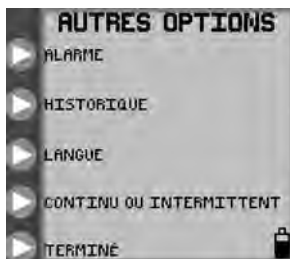 AUTRES OPTIONS
ALARME
HISTORIQUE
LANGUE
CONTINU OU INTERMITTENT
TERMINÉ